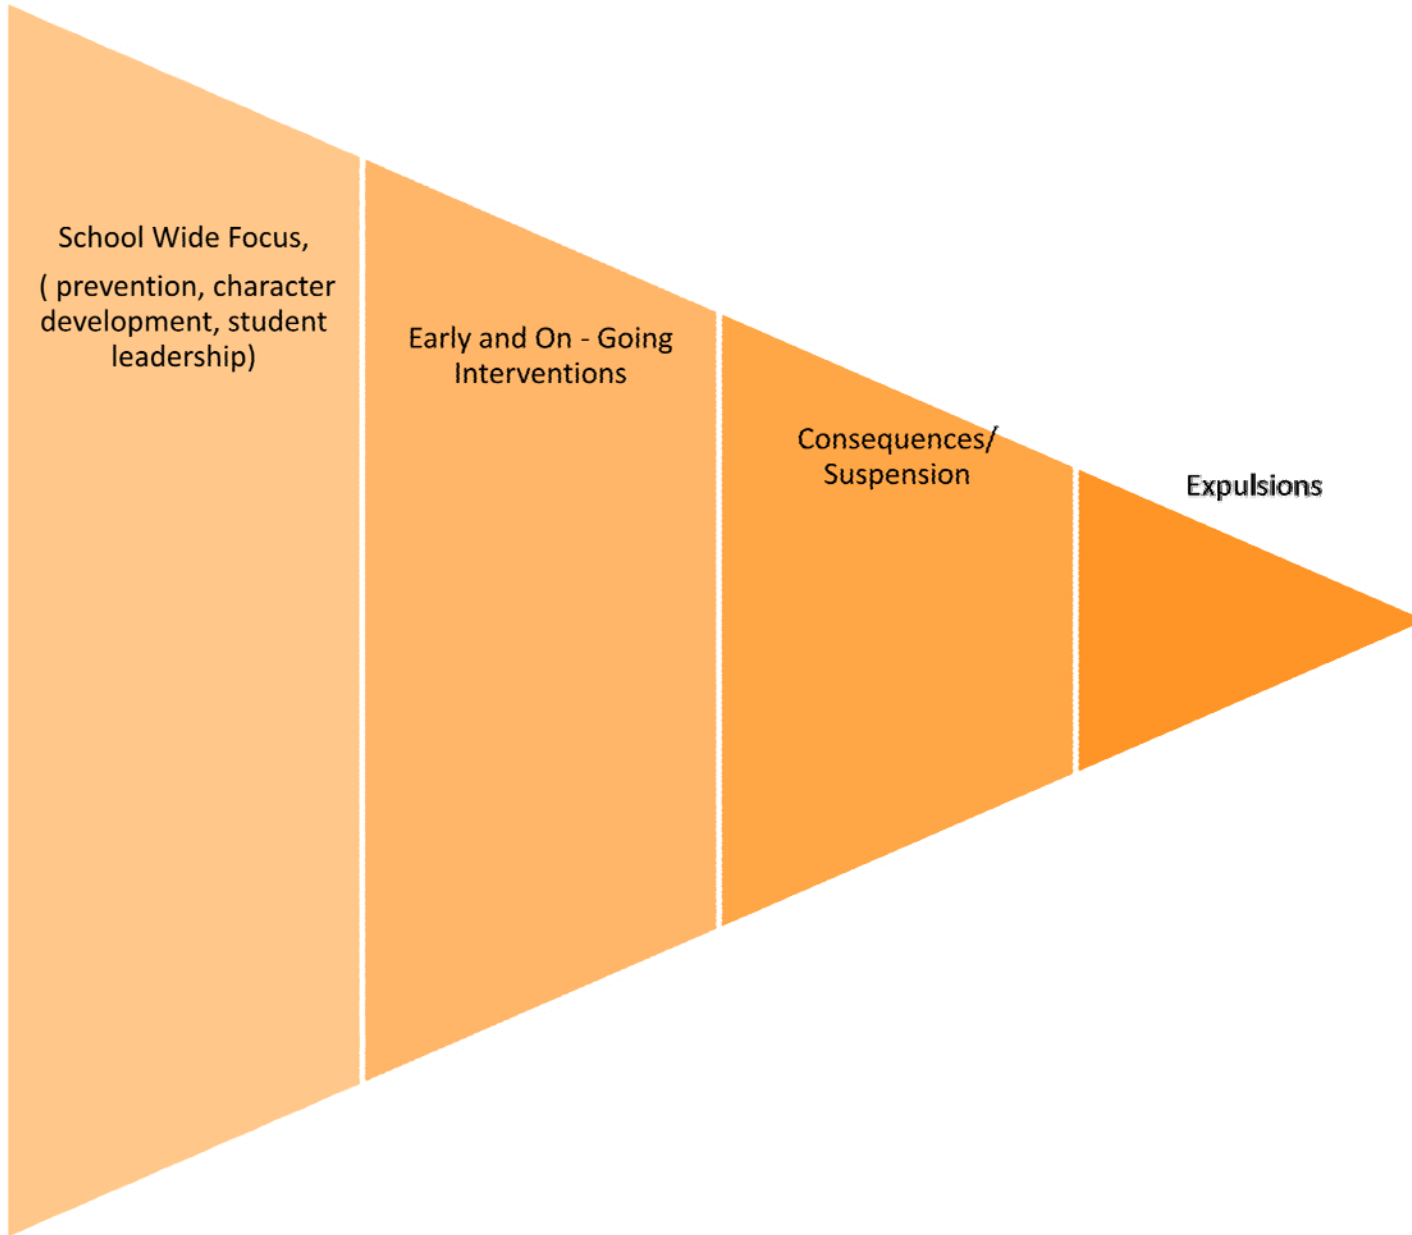 School Wide Focus,
( prevention, character
development, student
leadership)
Early and On - Going
Interventions
Consequences/
Suspension
Expulsions